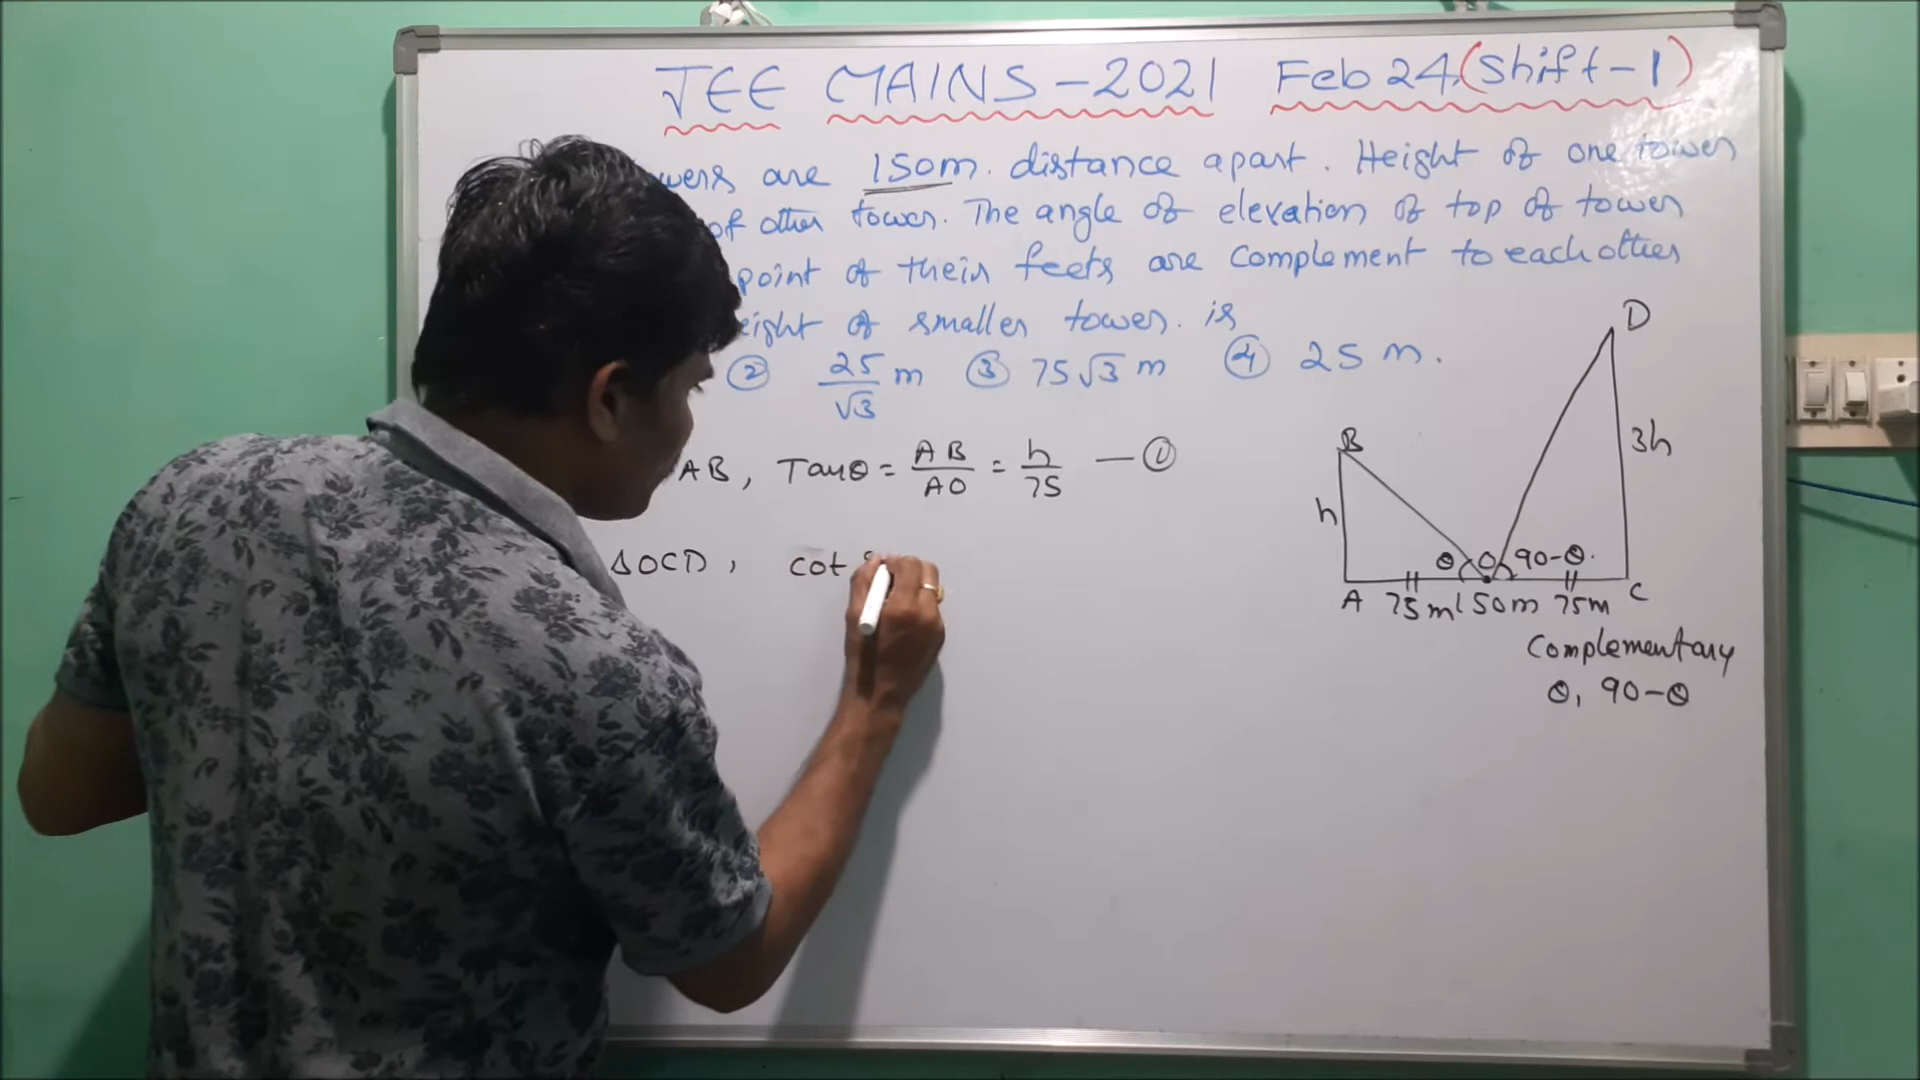 JEE MAINS - 2021 Feb 24 (Shift - 1)
are 150m. distance apart. Height of one tower
of other tower. The angle of elevation of top of tower
point of their feets are complement to each other
of smaller tower. is
② 25/√3 m ③ 75√3 m ④ 25 m.
AB, Tanθ = AB/AO = h/75 — ①
ΔOCD, cot
D
B
3h
h
θ O 90-θ.
A 75m 150m 75m C
Complementary
θ, 90-θ